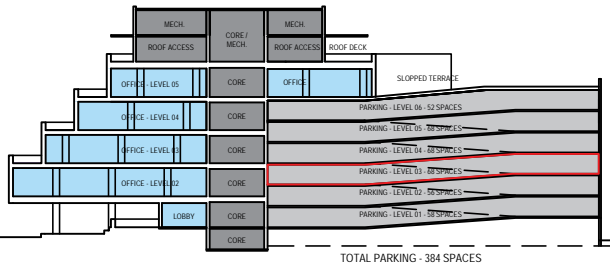 MECH.
CORE /
MECH.
MECH.
ROOF ACCESS
ROOF ACCESS
ROOF DECK
OFFICE - LEVEL 05
CORE
OFFICE
SLOPPED TERRACE
OFFICE - LEVEL 04
CORE
PARKING - LEVEL 06 - 52 SPACES
PARKING - LEVEL 05 - 68 SPACES
OFFICE - LEVEL 03
CORE
PARKING - LEVEL 04 - 68 SPACES
OFFICE - LEVEL 02
CORE
PARKING - LEVEL 03 - 68 SPACES
PARKING - LEVEL 02 - 56 SPACES
LOBBY
CORE
PARKING - LEVEL 01 - 58 SPACES
CORE
TOTAL PARKING - 384 SPACES